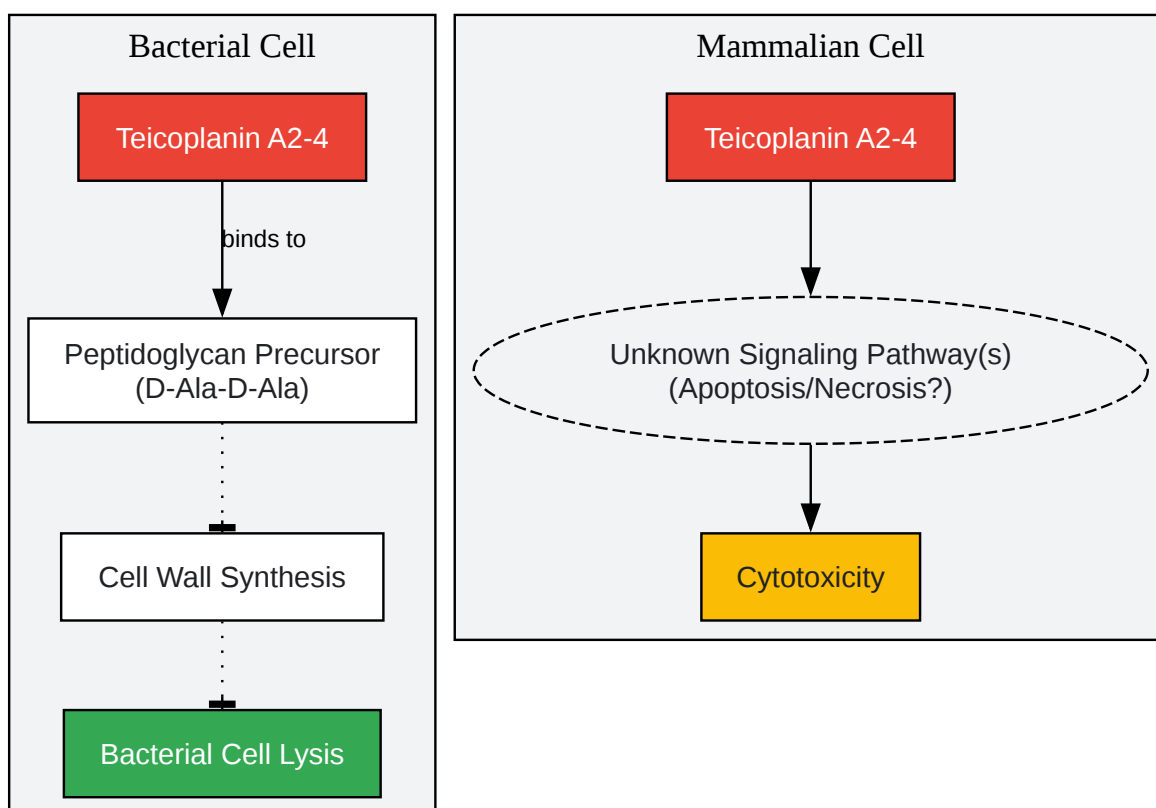 Bacterial Cell
Teicoplanin A2-4
binds to
Peptidoglycan Precursor
(D-Ala-D-Ala)
Cell Wall Synthesis
Bacterial Cell Lysis
Mammalian Cell
Teicoplanin A2-4
Unknown Signaling Pathway(s)
(Apoptosis/Necrosis?)
Cytotoxicity